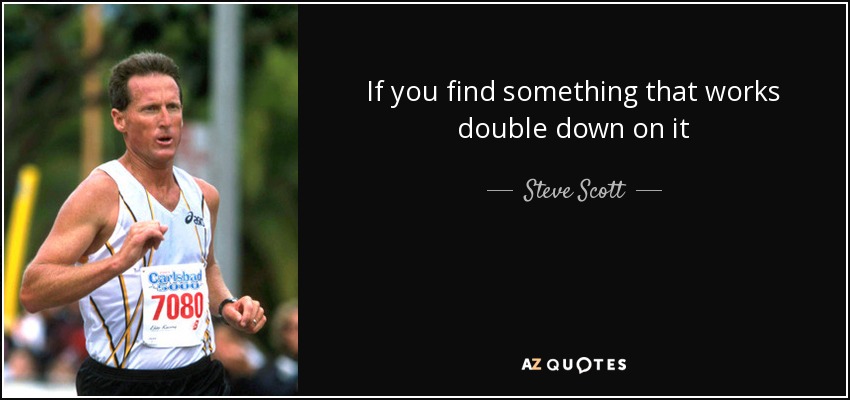 If you find something that works
double down on it
Steve Scott
asics
Carlsbad
5000
7080
AZ QUOTES